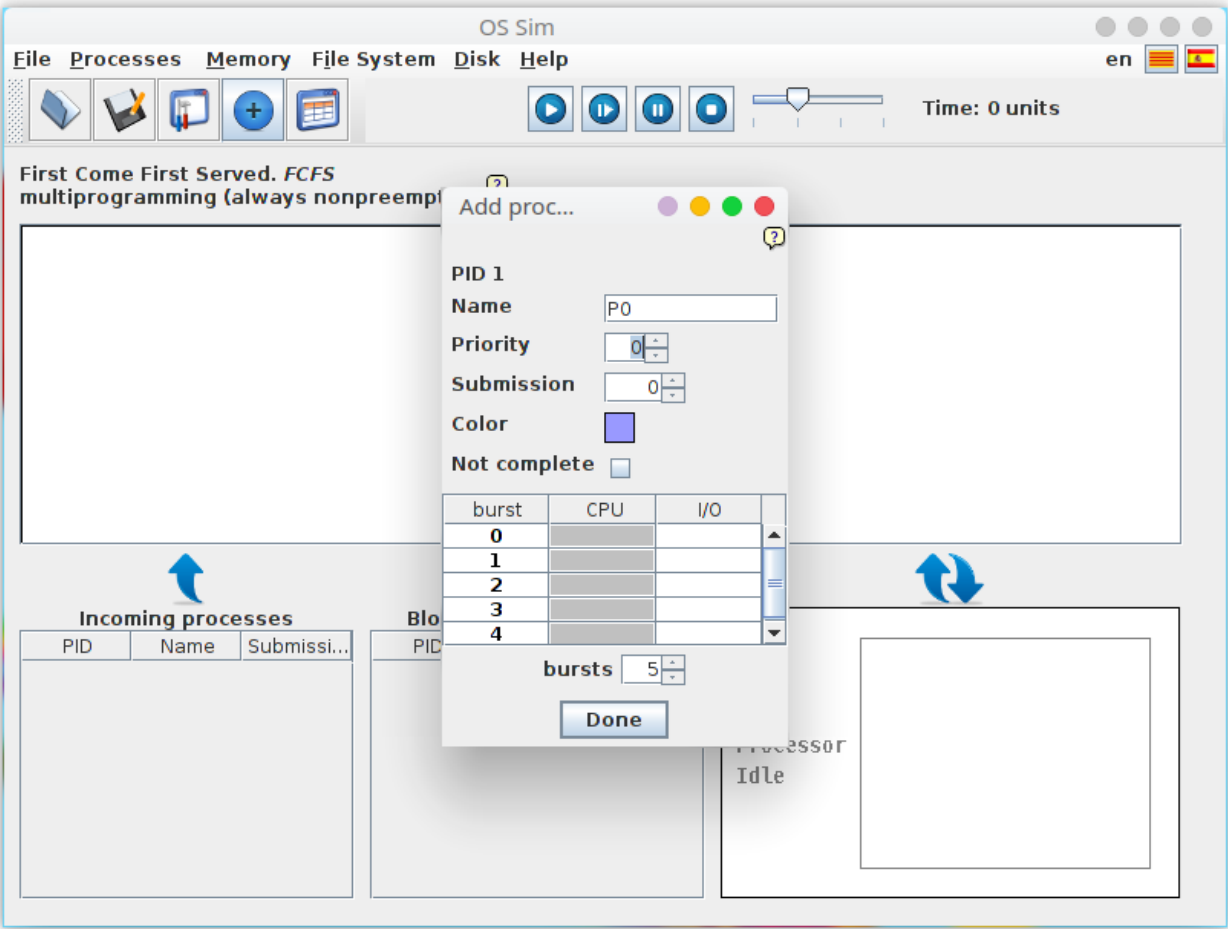 OS Sim
File Processes Memory File System Disk Help en
Time: 0 units
First Come First Served. FCFS
multiprogramming (always nonpreempt
?
Add proc...
?
PID 1
Name P0
Priority 0
Submission 0
Color
Not complete
burst CPU I/O
0
1
2
3
4
bursts 5
Done
Incoming processes
PID Name Submissi...
Blo
PID
Processor
Idle